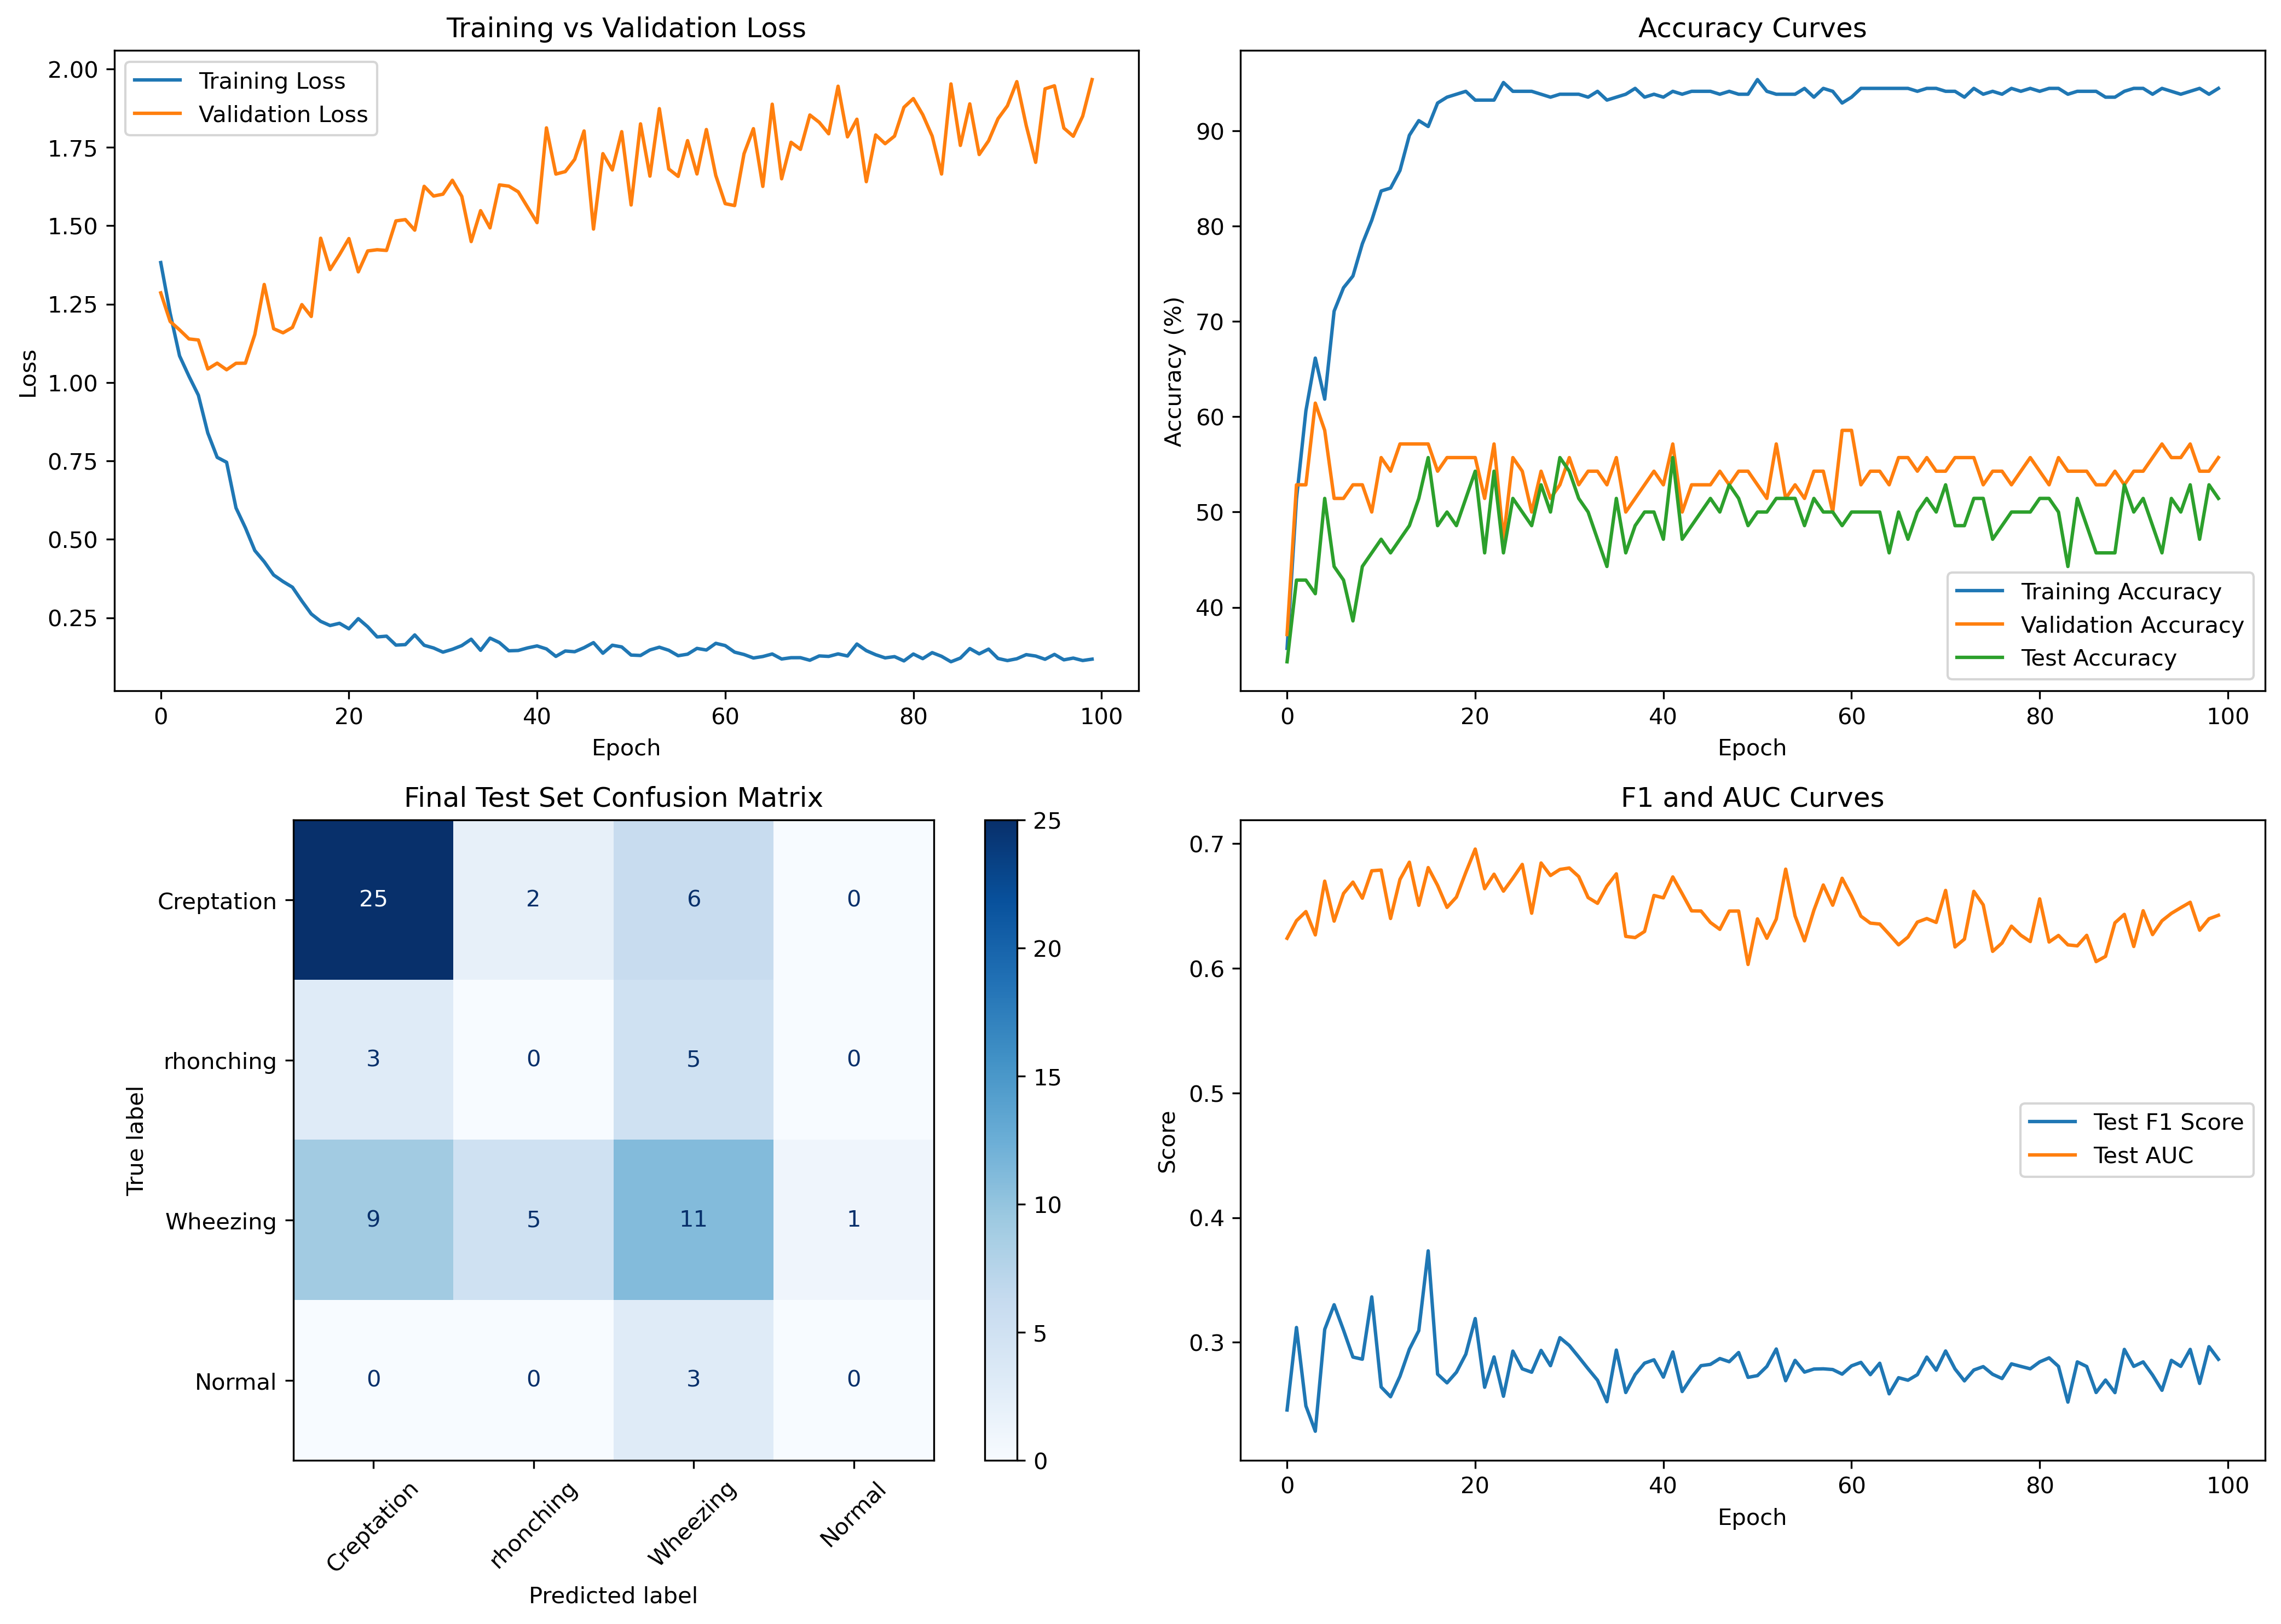 Training vs Validation Loss
Training Loss
Validation Loss
2.00
1.75
1.50
1.25
1.00
0.75
0.50
0.25
Loss
0 20 40 60 80 100
Epoch
Accuracy Curves
90
80
70
60
50
40
Accuracy (%)
Training Accuracy
Validation Accuracy
Test Accuracy
0 20 40 60 80 100
Epoch
Final Test Set Confusion Matrix
True label
Creptation 25 2 6 0
rhonching 3 0 5 0
Wheezing 9 5 11 1
Normal 0 0 3 0
Creptation rhonching Wheezing Normal
Predicted label
25
20
15
10
5
0
F1 and AUC Curves
0.7
0.6
0.5
0.4
0.3
Score
Test F1 Score
Test AUC
0 20 40 60 80 100
Epoch